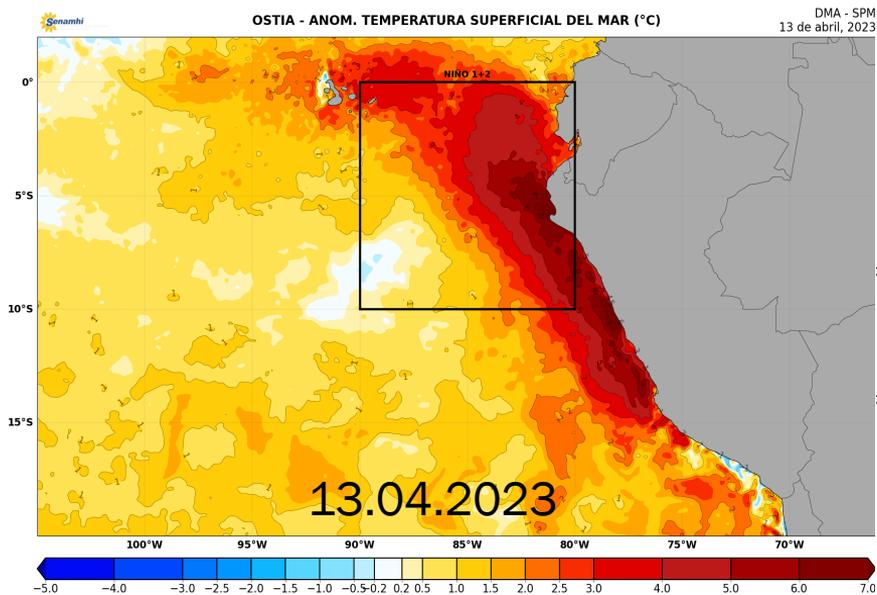 Senamhi
OSTIA - ANOM. TEMPERATURA SUPERFICIAL DEL MAR (°C)
DMA - SPM
13 de abril, 2023
NIÑO 1+2
0°
5°S
10°S
15°S
13.04.2023
100°W 95°W 90°W 85°W 80°W 75°W 70°W
−5.0 −4.0 −3.0 −2.5 −2.0 −1.5 −1.0 −0.5 −0.2 0.2 0.5 1.0 1.5 2.0 2.5 3.0 4.0 5.0 6.0 7.0